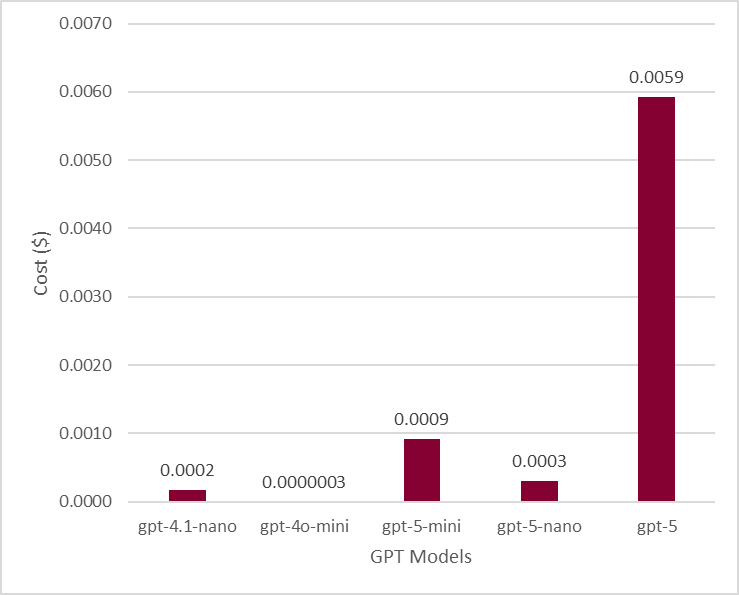 0.0070
0.0060
0.0050
0.0040
0.0030
0.0020
0.0010
0.0000
Cost ($)
0.0002
0.0000003
0.0009
0.0003
0.0059
gpt-4.1-nano
gpt-4o-mini
gpt-5-mini
gpt-5-nano
gpt-5
GPT Models